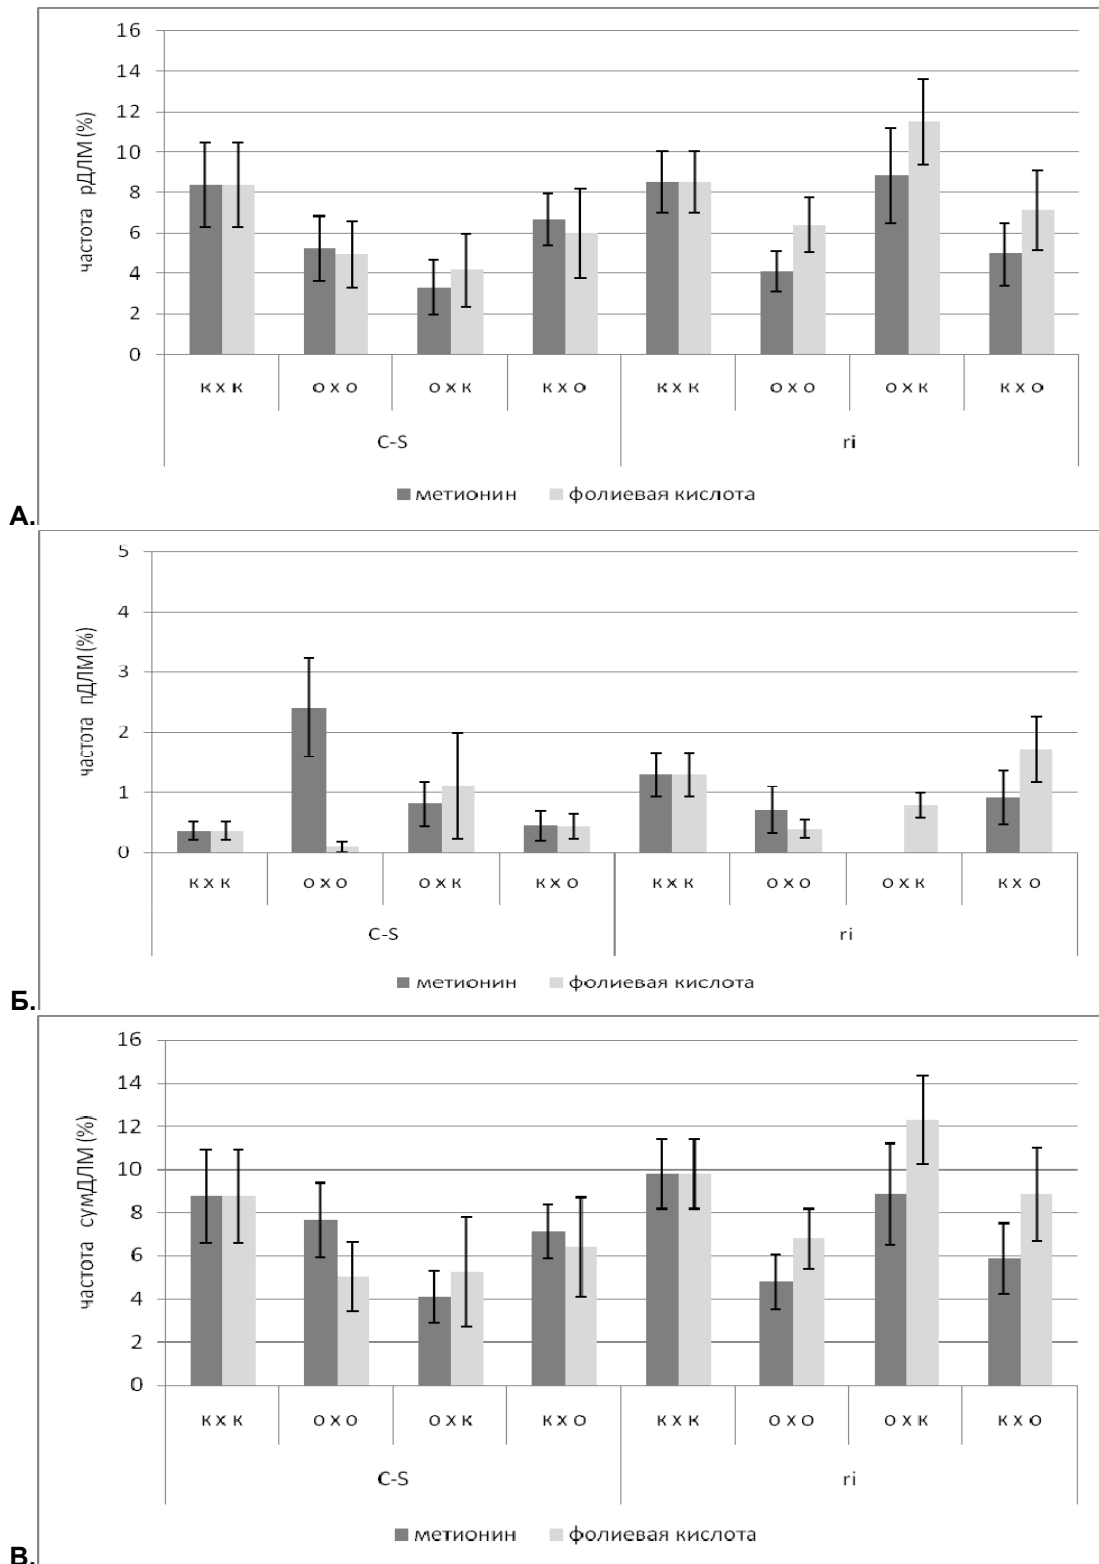 частота рДЛМ (%)
16
14
12
10
8
6
4
2
0
к х к
о х о
о х к
к х о
к х к
о х о
о х к
к х о
C-S
ri
метионин
фолиевая кислота
А.
частота пДЛМ (%)
5
4
3
2
1
0
к х к
о х о
о х к
к х о
к х к
о х о
о х к
к х о
C-S
ri
метионин
фолиевая кислота
Б.
частота сумДЛМ (%)
16
14
12
10
8
6
4
2
0
к х к
о х о
о х к
к х о
к х к
о х о
о х к
к х о
C-S
ri
метионин
фолиевая кислота
В.